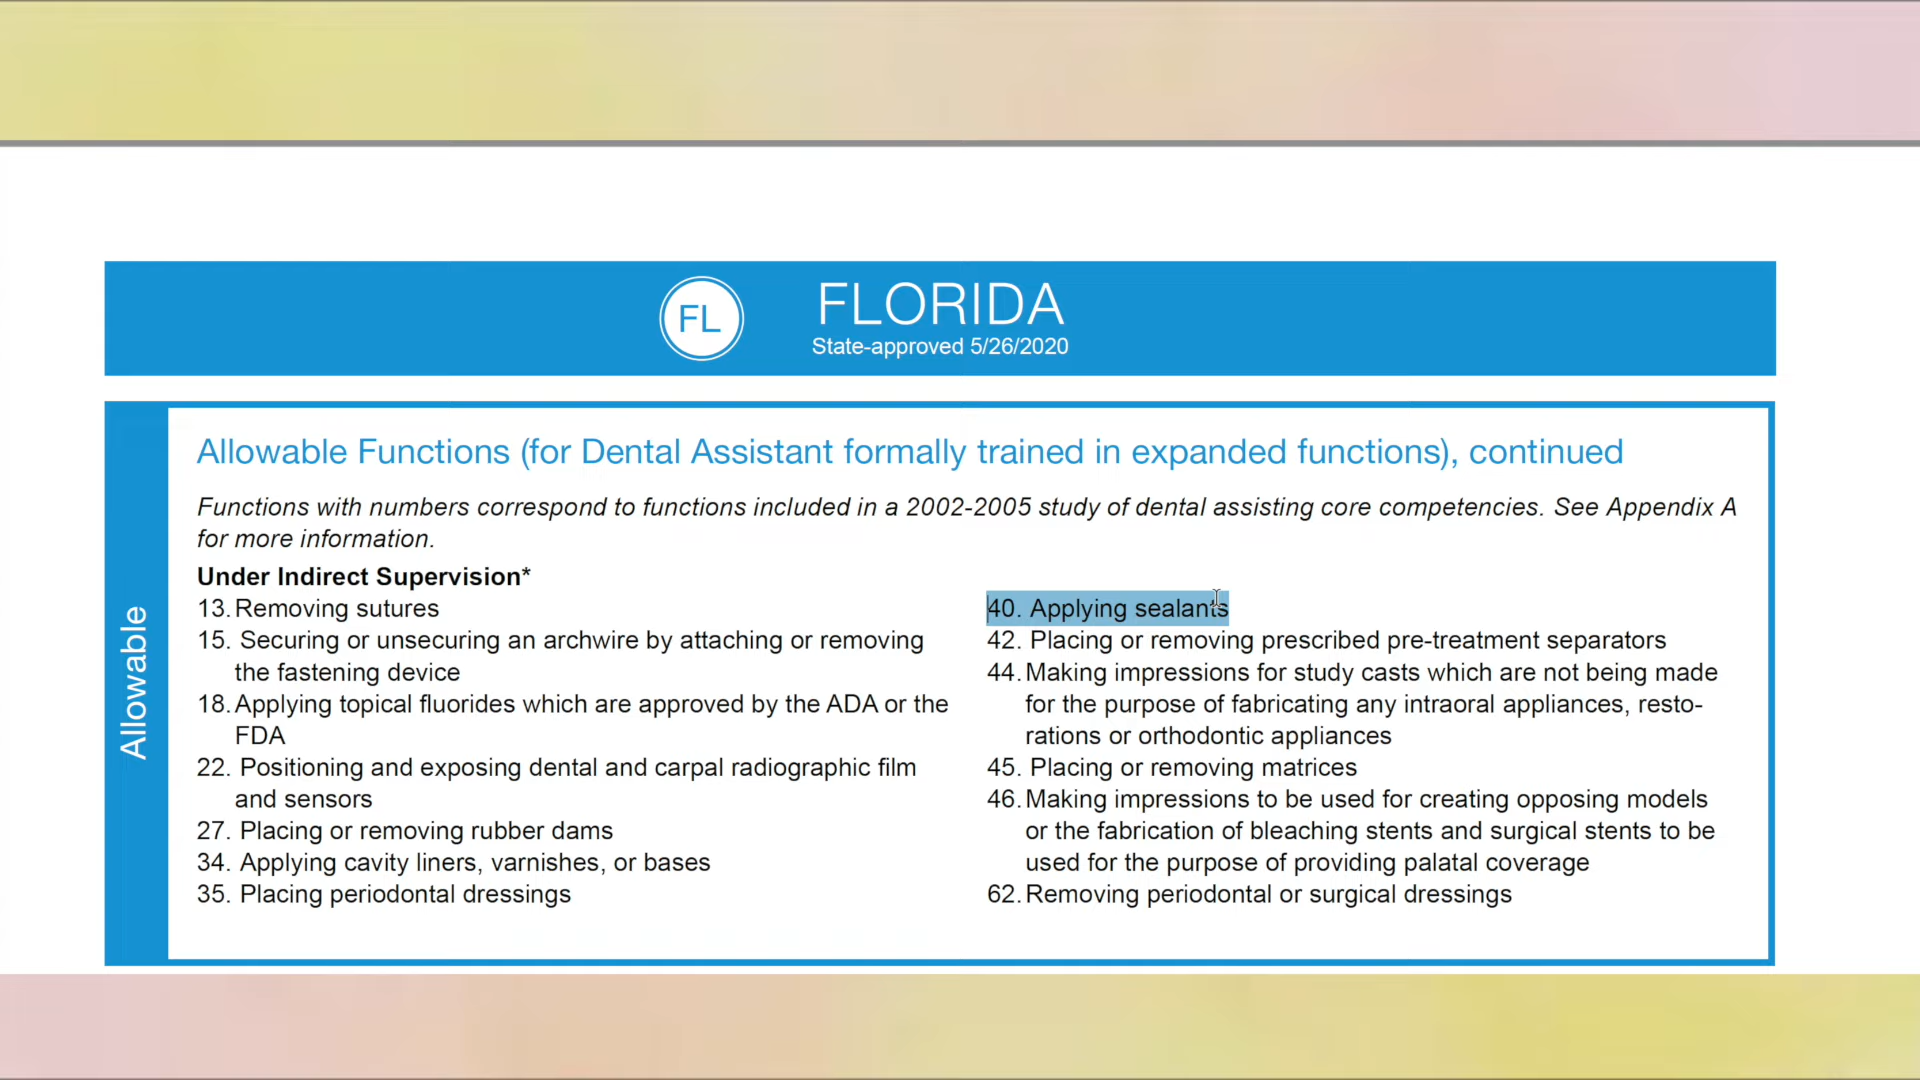 FL
FLORIDA
State-approved 5/26/2020
Allowable
Allowable Functions (for Dental Assistant formally trained in expanded functions), continued
Functions with numbers correspond to functions included in a 2002-2005 study of dental assisting core competencies. See Appendix A
for more information.
Under Indirect Supervision*
13. Removing sutures
15. Securing or unsecuring an archwire by attaching or removing
the fastening device
18. Applying topical fluorides which are approved by the ADA or the
FDA
22. Positioning and exposing dental and carpal radiographic film
and sensors
27. Placing or removing rubber dams
34. Applying cavity liners, varnishes, or bases
35. Placing periodontal dressings
40. Applying sealants
42. Placing or removing prescribed pre-treatment separators
44. Making impressions for study casts which are not being made
for the purpose of fabricating any intraoral appliances, resto-
rations or orthodontic appliances
45. Placing or removing matrices
46. Making impressions to be used for creating opposing models
or the fabrication of bleaching stents and surgical stents to be
used for the purpose of providing palatal coverage
62. Removing periodontal or surgical dressings